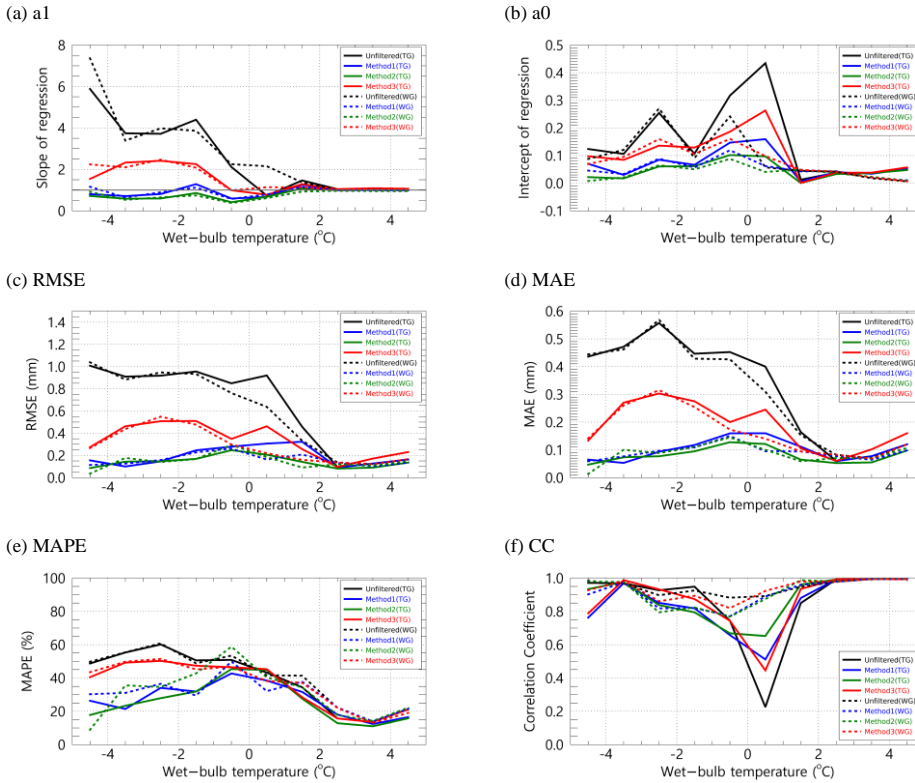 (a) a1
(b) a0
8
6
4
2
0
Slope of regression
-4 -2 0 2 4
Wet−bulb temperature (°C)
Unfiltered(TG)
Method1(TG)
Method2(TG)
Method3(TG)
Unfiltered(WG)
Method1(WG)
Method2(WG)
Method3(WG)
0.5
0.4
0.3
0.2
0.1
0.0
-0.1
Intercept of regression
-4 -2 0 2 4
Wet−bulb temperature (°C)
Unfiltered(TG)
Method1(TG)
Method2(TG)
Method3(TG)
Unfiltered(WG)
Method1(WG)
Method2(WG)
Method3(WG)
(c) RMSE
(d) MAE
1.4
1.2
1.0
0.8
0.6
0.4
0.2
0.0
RMSE (mm)
-4 -2 0 2 4
Wet−bulb temperature (°C)
Unfiltered(TG)
Method1(TG)
Method2(TG)
Method3(TG)
Unfiltered(WG)
Method1(WG)
Method2(WG)
Method3(WG)
0.6
0.5
0.4
0.3
0.2
0.1
0.0
MAE (mm)
-4 -2 0 2 4
Wet−bulb temperature (°C)
Unfiltered(TG)
Method1(TG)
Method2(TG)
Method3(TG)
Unfiltered(WG)
Method1(WG)
Method2(WG)
Method3(WG)
(e) MAPE
(f) CC
100
80
60
40
20
0
MAPE (%)
-4 -2 0 2 4
Wet−bulb temperature (°C)
Unfiltered(TG)
Method1(TG)
Method2(TG)
Method3(TG)
Unfiltered(WG)
Method1(WG)
Method2(WG)
Method3(WG)
1.0
0.8
0.6
0.4
0.2
0.0
Correlation Coefficient
-4 -2 0 2 4
Wet−bulb temperature (°C)
Unfiltered(TG)
Method1(TG)
Method2(TG)
Method3(TG)
Unfiltered(WG)
Method1(WG)
Method2(WG)
Method3(WG)